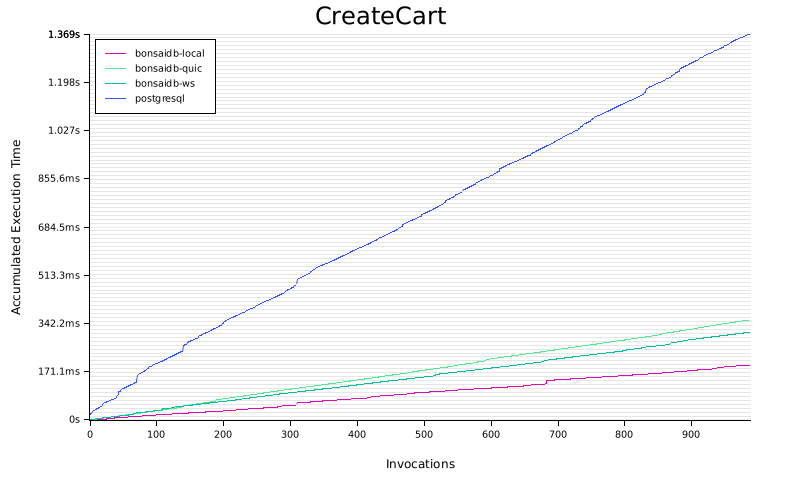 CreateCart
1.369s
bonsaidb-local
bonsaidb-quic
bonsaidb-ws
postgresql
1.198s
1.027s
855.6ms
684.5ms
513.3ms
342.2ms
171.1ms
0s
Accumulated Execution Time
0 100 200 300 400 500 600 700 800 900
Invocations